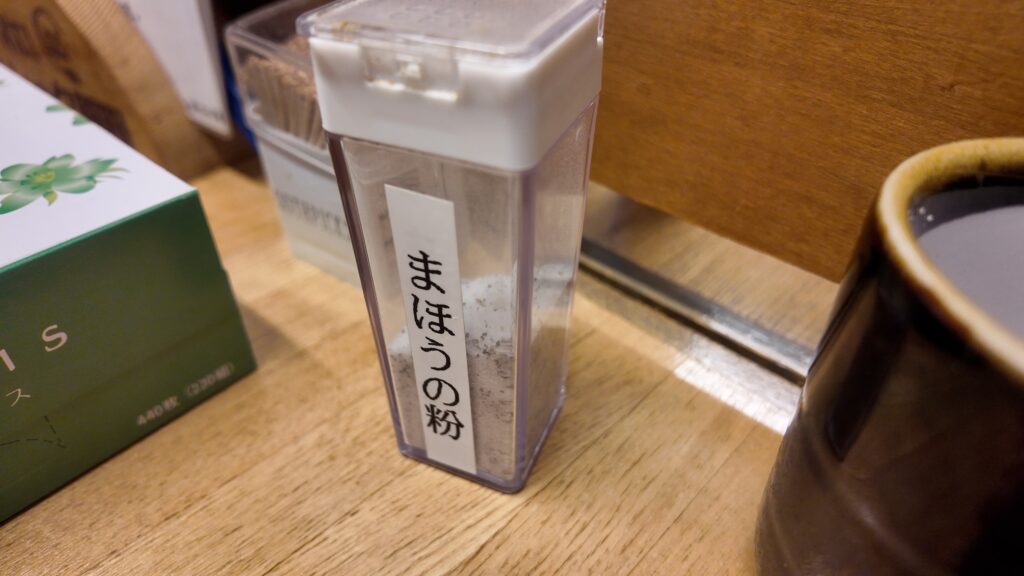 まほうの粉
is
ス
440枚(220組)